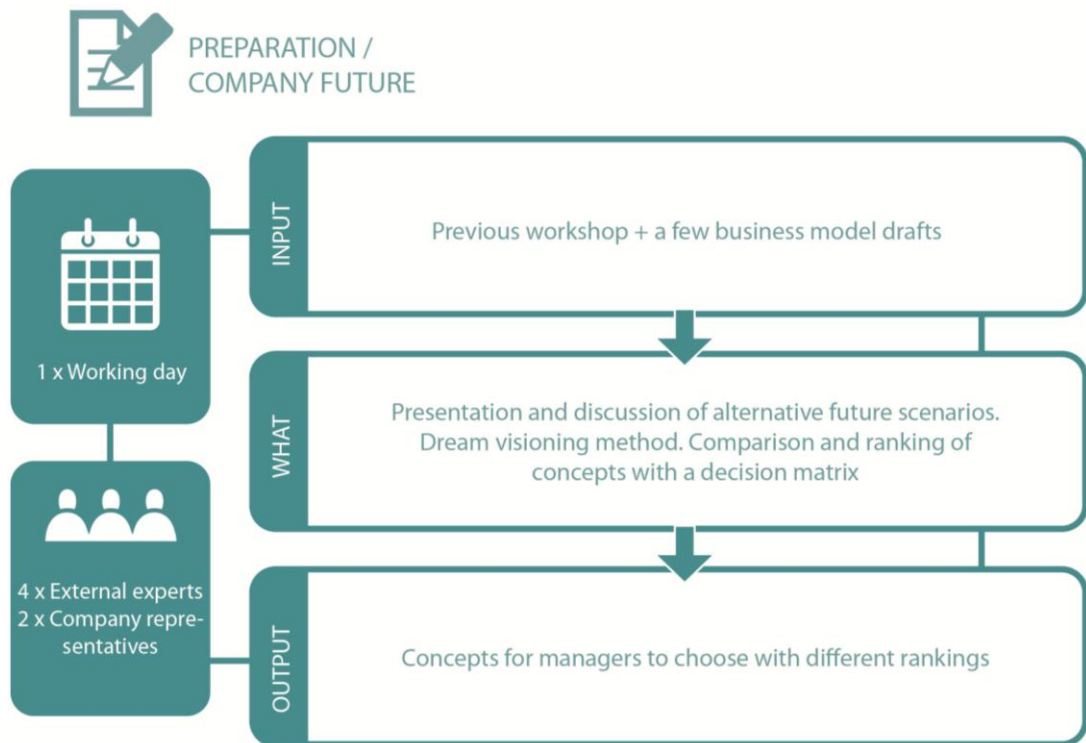 PREPARATION /
COMPANY FUTURE
1 x Working day
4 x External experts
2 x Company repre-
sentatives
INPUT
Previous workshop + a few business model drafts
WHAT
Presentation and discussion of alternative future scenarios.
Dream visioning method. Comparison and ranking of
concepts with a decision matrix
OUTPUT
Concepts for managers to choose with different rankings